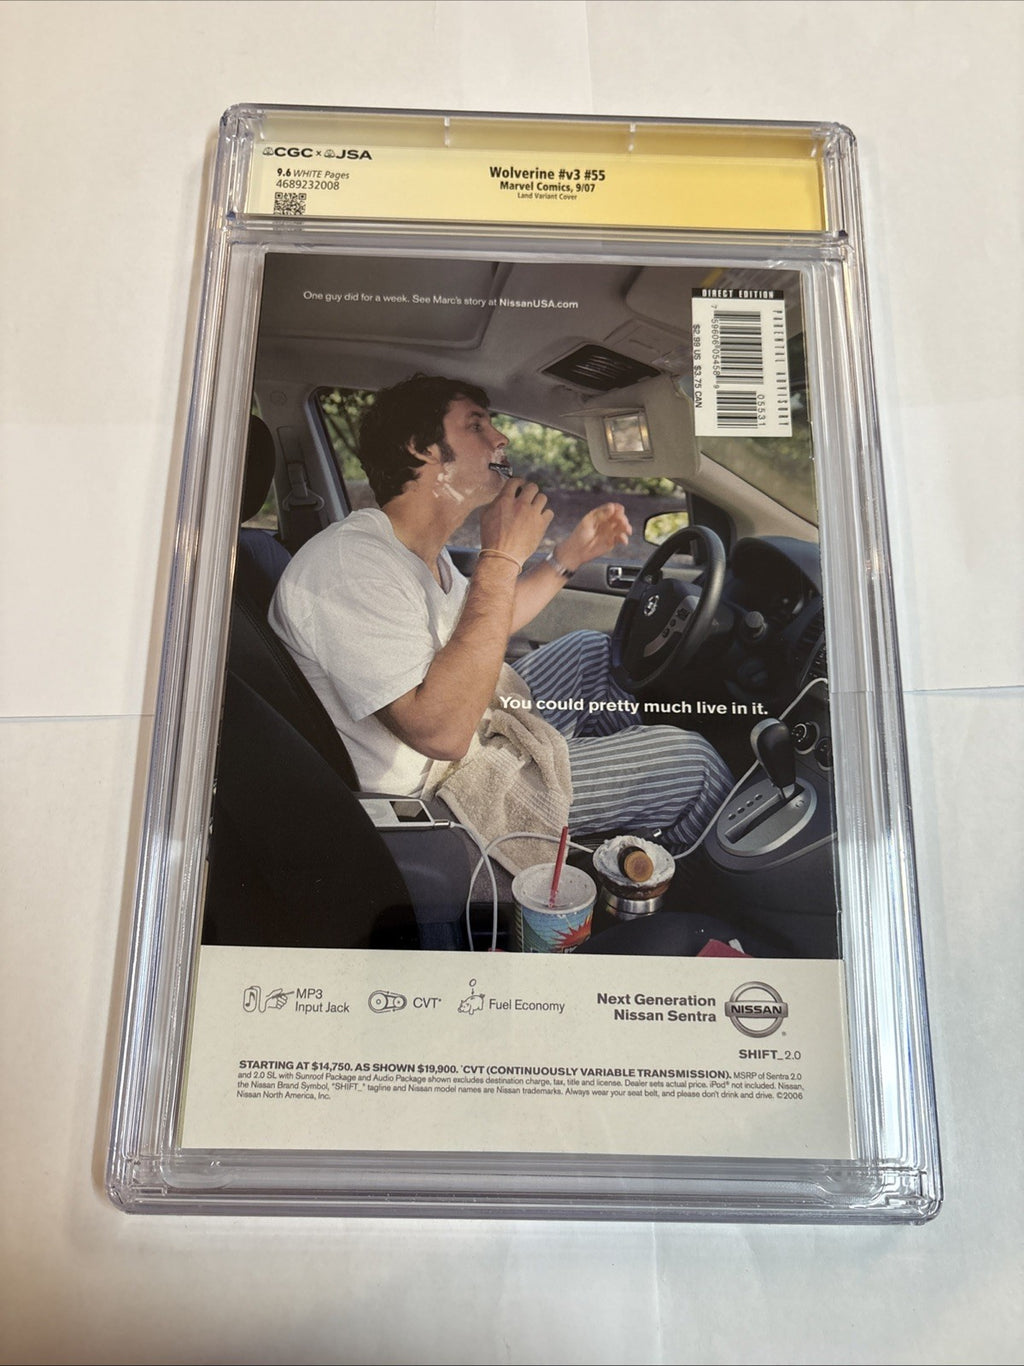 CGC × JSA
9.6 WHITE Pages
4689232008
Wolverine #v3 #55
Marvel Comics, 9/07
Land Variant Cover
One guy did for a week. See Marc's story at NissanUSA.com
DIRECT EDITION
PARENTAL ADVISORY
7 59606 05458 9
05531
$2.99 US $3.75 CAN
You could pretty much live in it.
MP3
Input Jack
CVT*
Fuel Economy
Next Generation
Nissan Sentra
NISSAN
®
SHIFT_2.0
STARTING AT $14,750. AS SHOWN $19,900. *CVT (CONTINUOUSLY VARIABLE TRANSMISSION). MSRP of Sentra 2.0
and 2.0 SL with Sunroof Package and Audio Package shown excludes destination charge, tax, title and license. Dealer sets actual price. iPod® not included. Nissan,
the Nissan Brand Symbol, "SHIFT_" tagline and Nissan model names are Nissan trademarks. Always wear your seat belt, and please don't drink and drive. ©2006
Nissan North America, Inc.